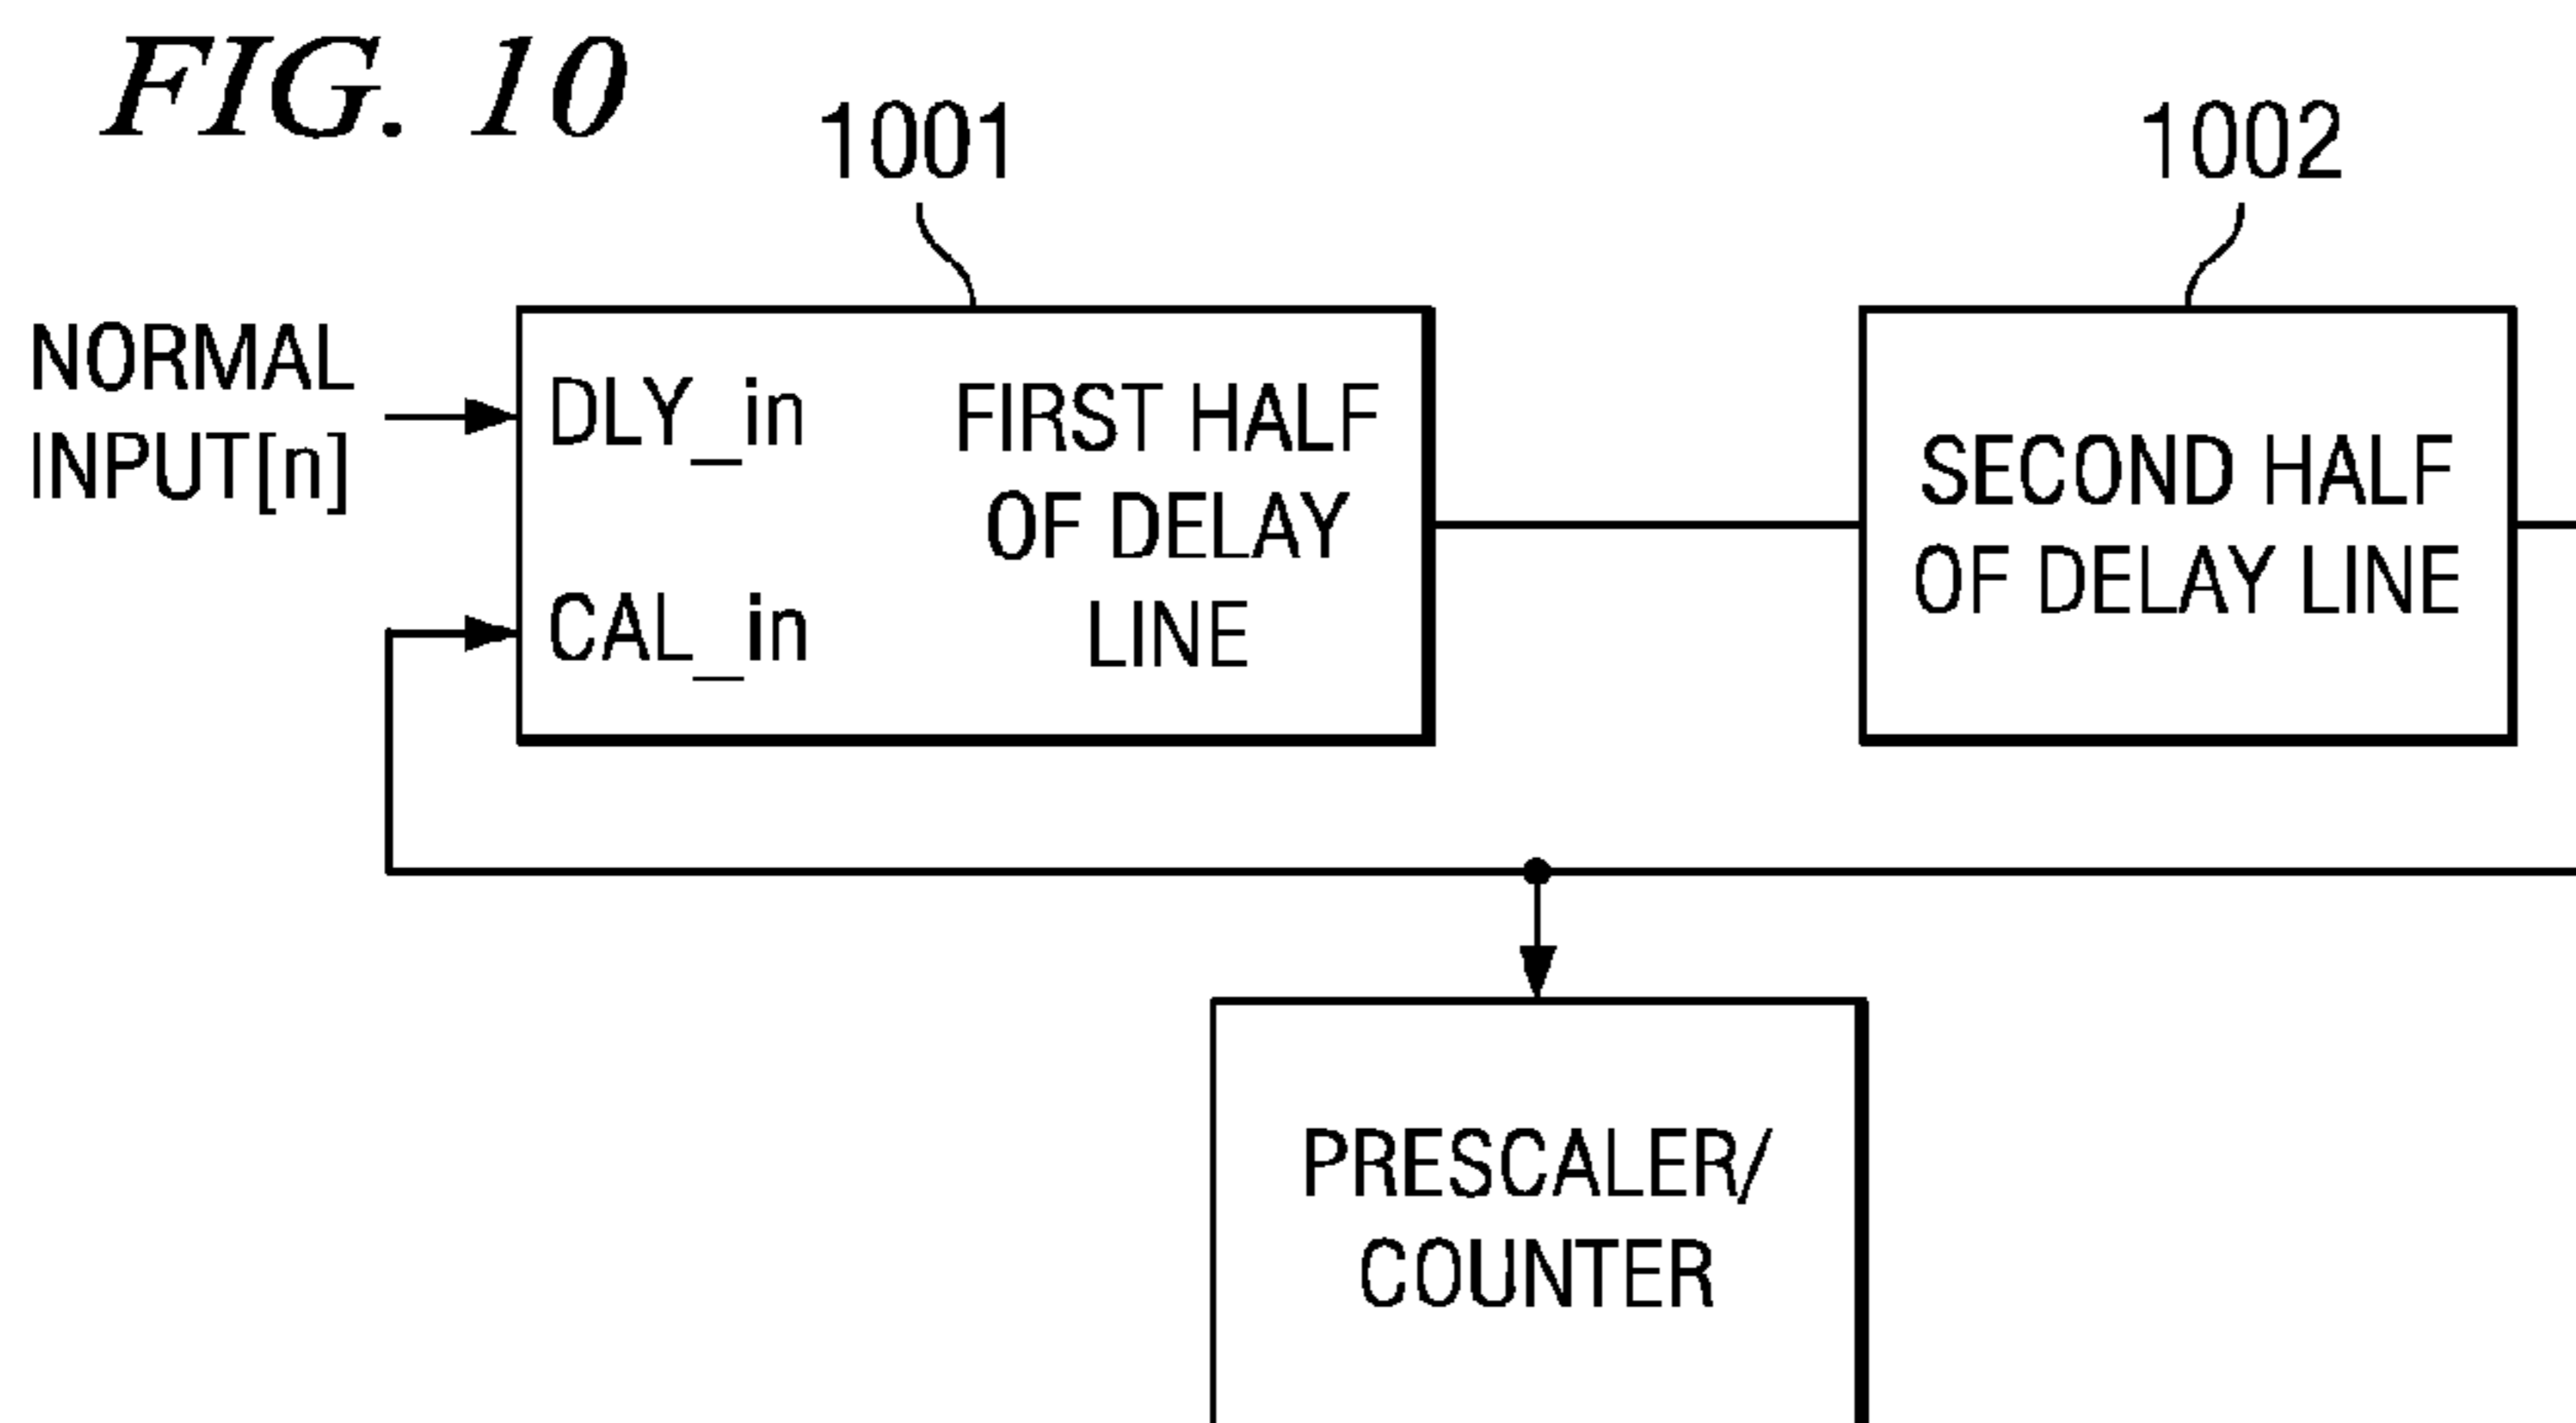 FIG. 10
1001
1002
NORMAL
INPUT[n]
DLY_in
CAL_in
FIRST HALF
OF DELAY
LINE
SECOND HALF
OF DELAY LINE
PRESCALER/
COUNTER